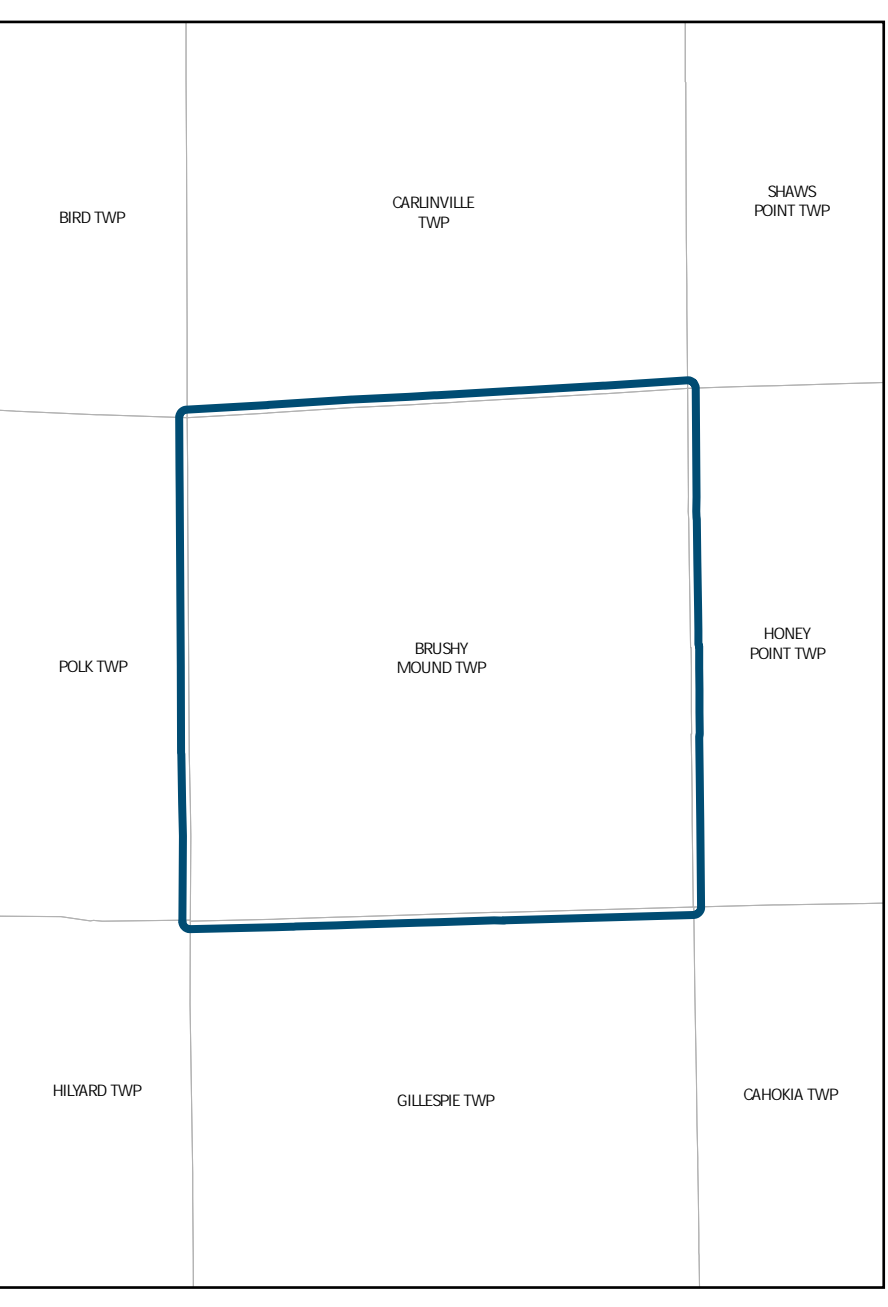 BIRD TWP
CARLINVILLE
TWP
SHAWS
POINT TWP
POLK TWP
BRUSHY
MOUND TWP
HONEY
POINT TWP
HILYARD TWP
GILLESPIE TWP
CAHOKIA TWP